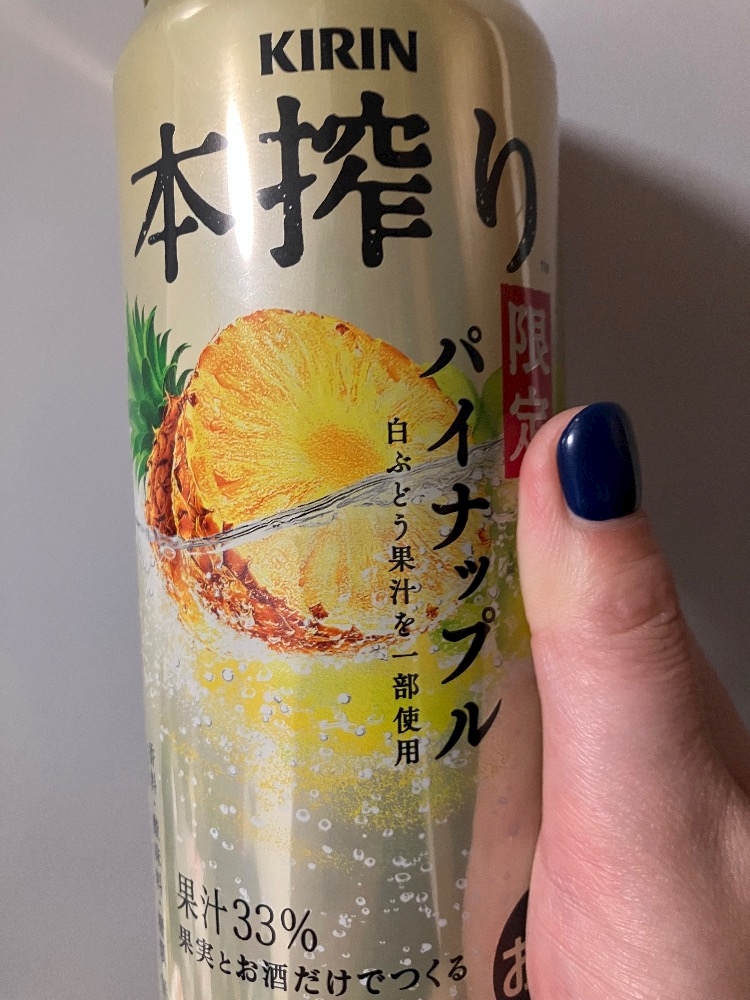 KIRIN
本搾り
TM
限定
パイナップル
白ぶどう果汁を一部使用
果汁33%
果実とお酒だけでつくる
お